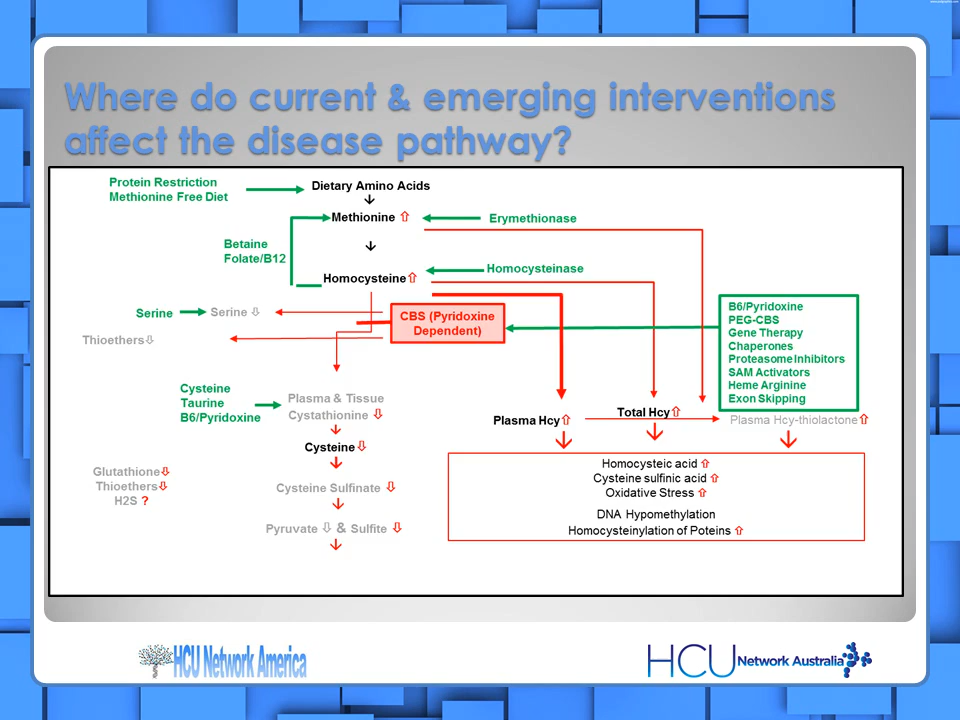 Where do current & emerging interventions
affect the disease pathway?
Protein Restriction
Methionine Free Diet
Dietary Amino Acids
Methionine ⇧
Erymethionase
Betaine
Folate/B12
Homocysteine⇧
Homocysteinase
Serine
Serine ⇩
CBS (Pyridoxine
Dependent)
Thioethers⇩
B6/Pyridoxine
PEG-CBS
Gene Therapy
Chaperones
Proteasome Inhibitors
SAM Activators
Heme Arginine
Exon Skipping
Cysteine
Taurine
B6/Pyridoxine
Plasma & Tissue
Cystathionine ⇩
Plasma Hcy⇧
Total Hcy⇧
Plasma Hcy-thiolactone⇧
Cysteine⇩
Glutathione⇩
Thioethers⇩
H2S ?
Cysteine Sulfinate ⇩
Pyruvate ⇩ & Sulfite ⇩
Homocysteic acid ⇧
Cysteine sulfinic acid ⇧
Oxidative Stress ⇧
DNA Hypomethylation
Homocysteinylation of Poteins ⇧
HCU Network America
HCU Network Australia